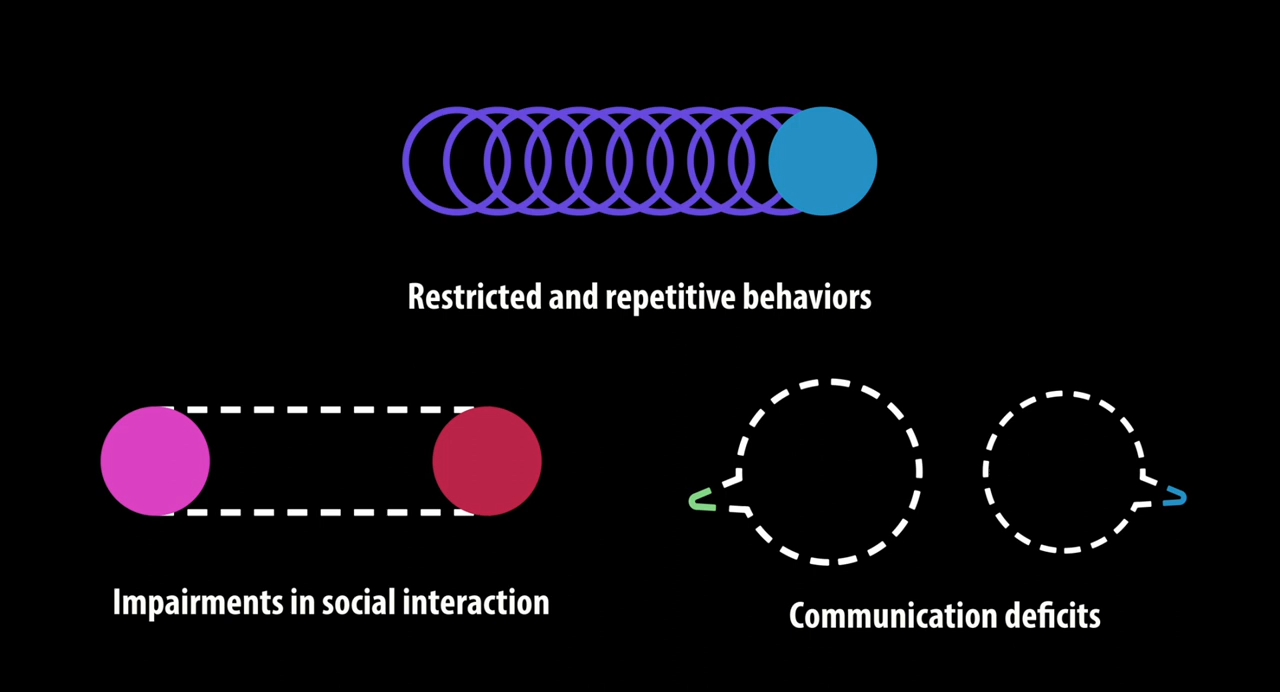 Restricted and repetitive behaviors
Impairments in social interaction
Communication deficits